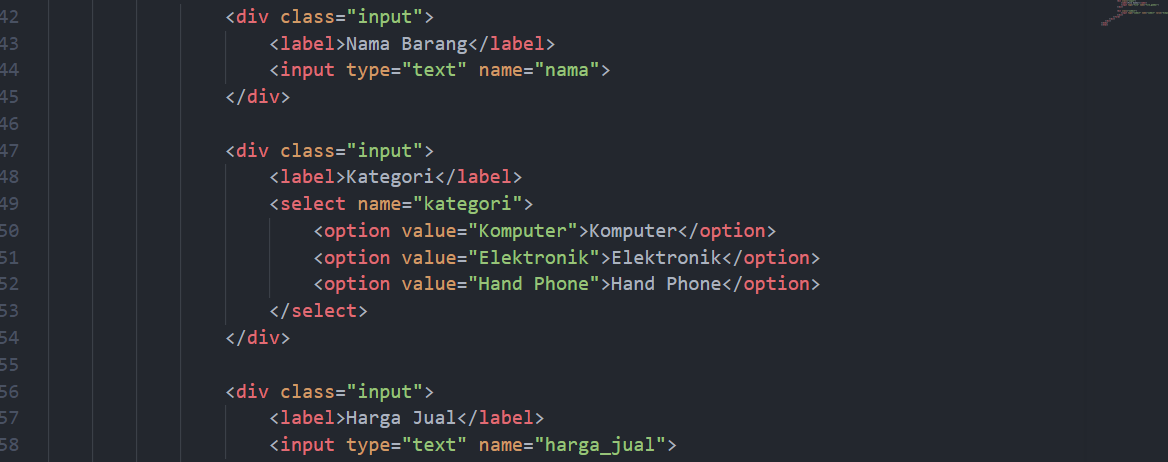 42 <div class="input">
43 <label>Nama Barang</label>
44 <input type="text" name="nama">
45 </div>
46
47 <div class="input">
48 <label>Kategori</label>
49 <select name="kategori">
50 <option value="Komputer">Komputer</option>
51 <option value="Elektronik">Elektronik</option>
52 <option value="Hand Phone">Hand Phone</option>
53 </select>
54 </div>
55
56 <div class="input">
57 <label>Harga Jual</label>
58 <input type="text" name="harga_jual">